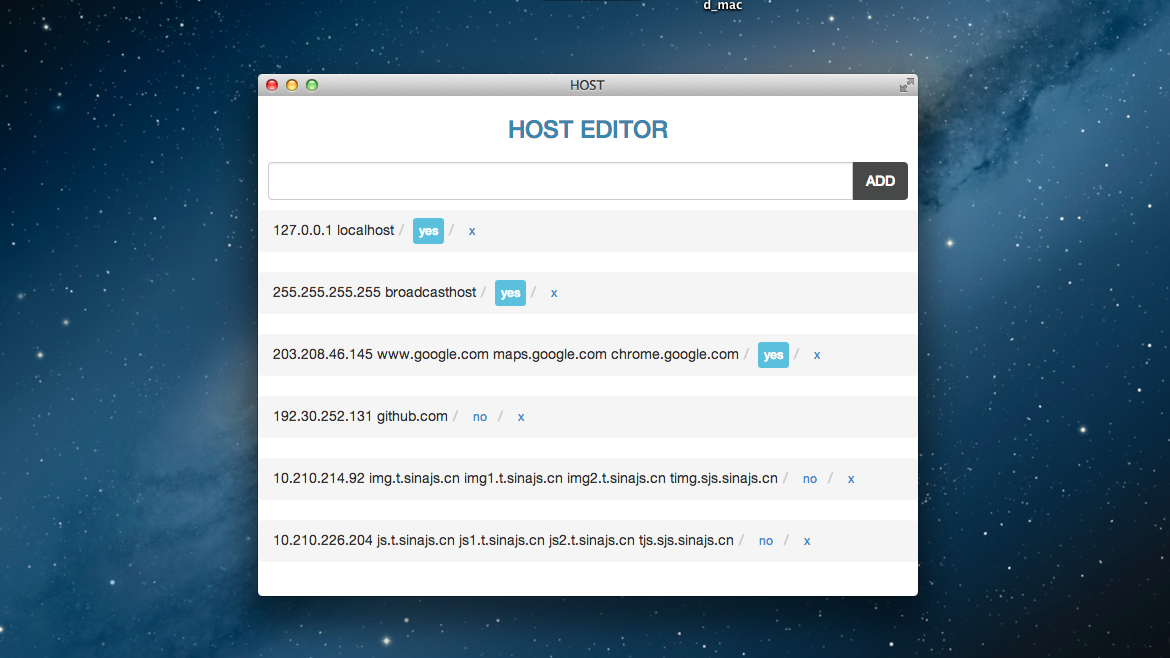 d_mac
HOST
HOST EDITOR
ADD
127.0.0.1 localhost / yes / x
255.255.255.255 broadcasthost / yes / x
203.208.46.145 www.google.com maps.google.com chrome.google.com / yes / x
192.30.252.131 github.com / no / x
10.210.214.92 img.t.sinajs.cn img1.t.sinajs.cn img2.t.sinajs.cn timg.sjs.sinajs.cn / no / x
10.210.226.204 js.t.sinajs.cn js1.t.sinajs.cn js2.t.sinajs.cn tjs.sjs.sinajs.cn / no / x